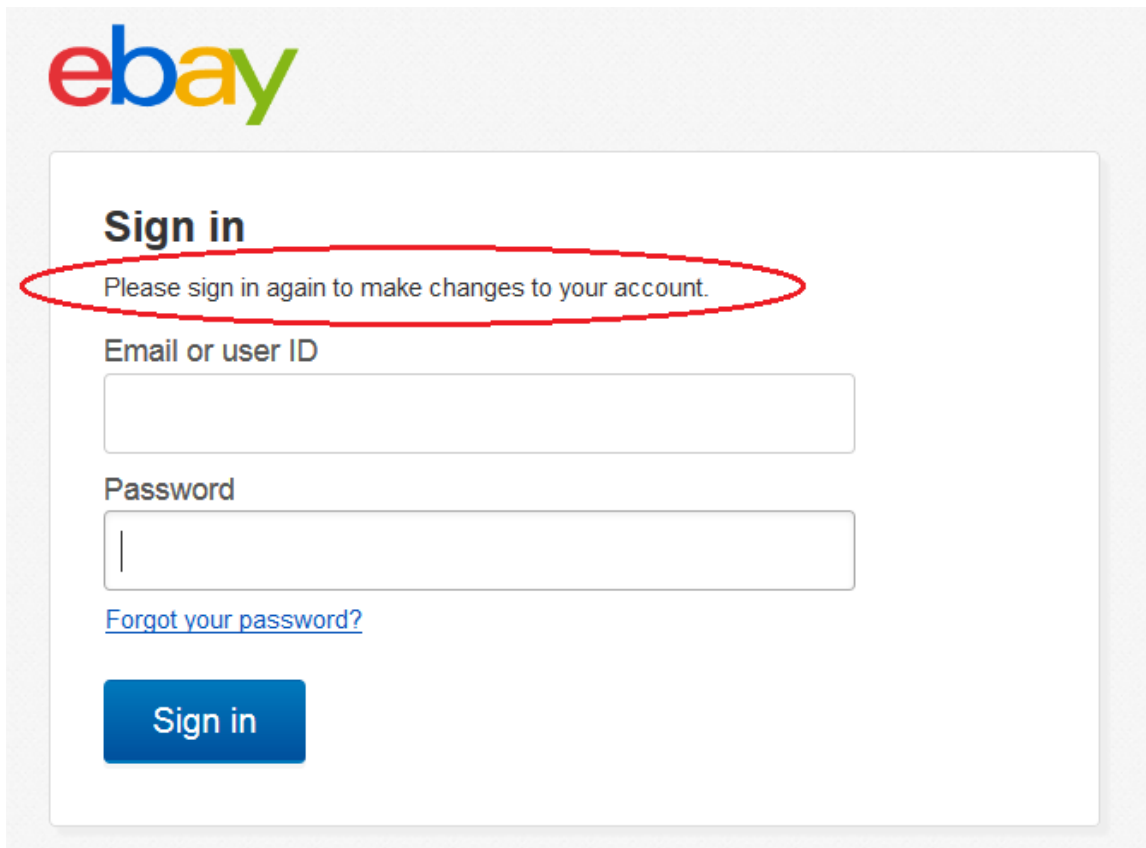 ebay
Sign in
Please sign in again to make changes to your account.
Email or user ID
Password
Forgot your password?
Sign in